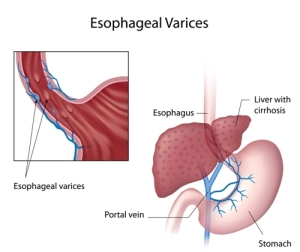 Esophageal Varices
Esophagus
Liver with
cirrhosis
Esophageal varices
Portal vein
Stomach